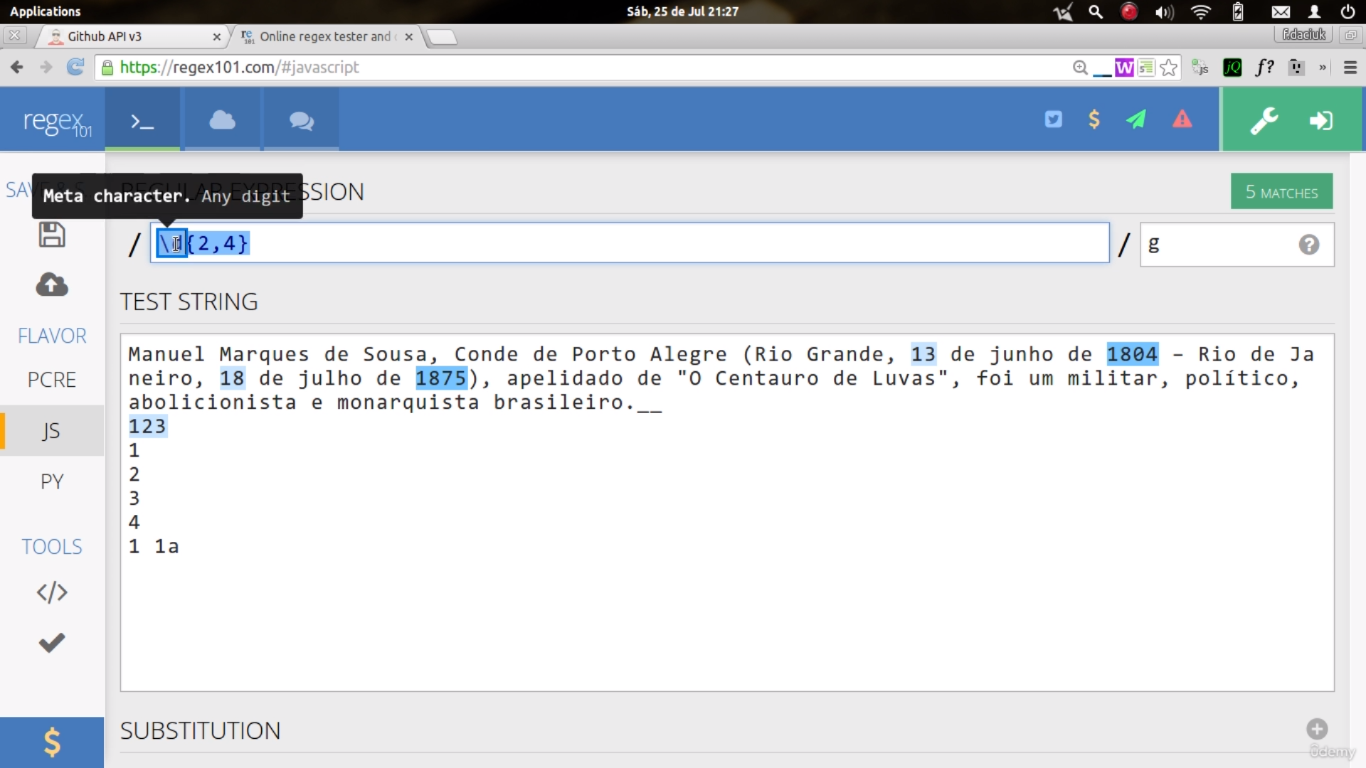 Applications
Sáb, 25 de Jul 21:27
Github API v3
Online regex tester and
f.daciuk
https://regex101.com/#javascript
regex101
SAV
REGULAR EXPRESSION
Meta character. Any digit
5 MATCHES
/ \d{2,4} / g
TEST STRING
Manuel Marques de Sousa, Conde de Porto Alegre (Rio Grande, 13 de junho de 1804 – Rio de Ja
neiro, 18 de julho de 1875), apelidado de "O Centauro de Luvas", foi um militar, político,
abolicionista e monarquista brasileiro.__
123
1
2
3
4
1 1a
FLAVOR
PCRE
JS
PY
TOOLS
SUBSTITUTION
ûdemy